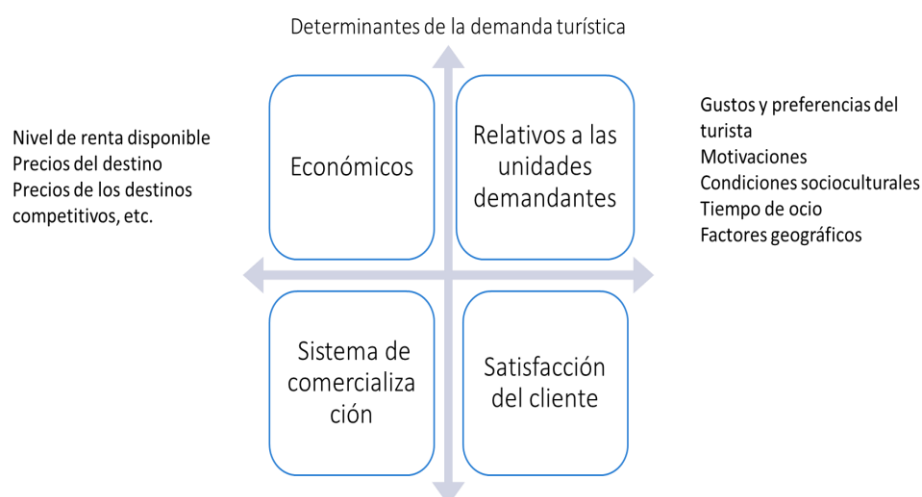 Determinantes de la demanda turística
Nivel de renta disponible
Precios del destino
Precios de los destinos
competitivos, etc.
Económicos
Relativos a las
unidades
demandantes
Gustos y preferencias del
turista
Motivaciones
Condiciones socioculturales
Tiempo de ocio
Factores geográficos
Sistema de
comercializa
ción
Satisfacción
del cliente